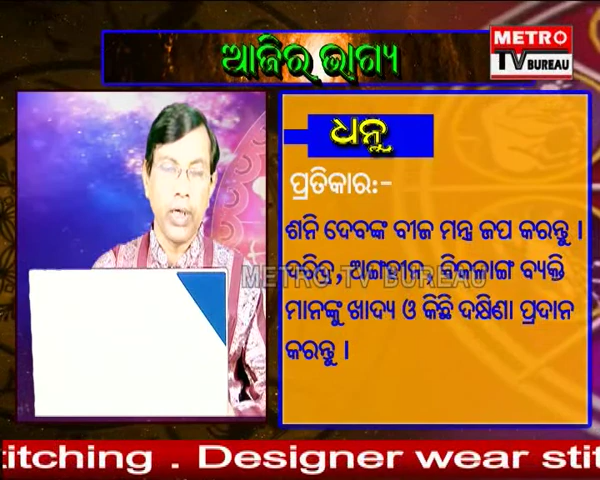 ଆଜିର ଭାଗ୍ୟ
METRO
TV BUREAU
ଧନୁ
ପ୍ରତିକାର:-
ଶନି ଦେବଙ୍କ ବୀଜ ମନ୍ତ୍ର ଜପ କରନ୍ତୁ ।
ଦରିଦ୍ର, ଅଙ୍ଗହୀନ, ବିକଳାଙ୍ଗ ବ୍ୟକ୍ତି
METRO TV BUREAU
ମାନଙ୍କୁ ଖାଦ୍ୟ ଓ କିଛି ଦକ୍ଷିଣା ପ୍ରଦାନ
କରନ୍ତୁ ।
titching . Designer wear stit